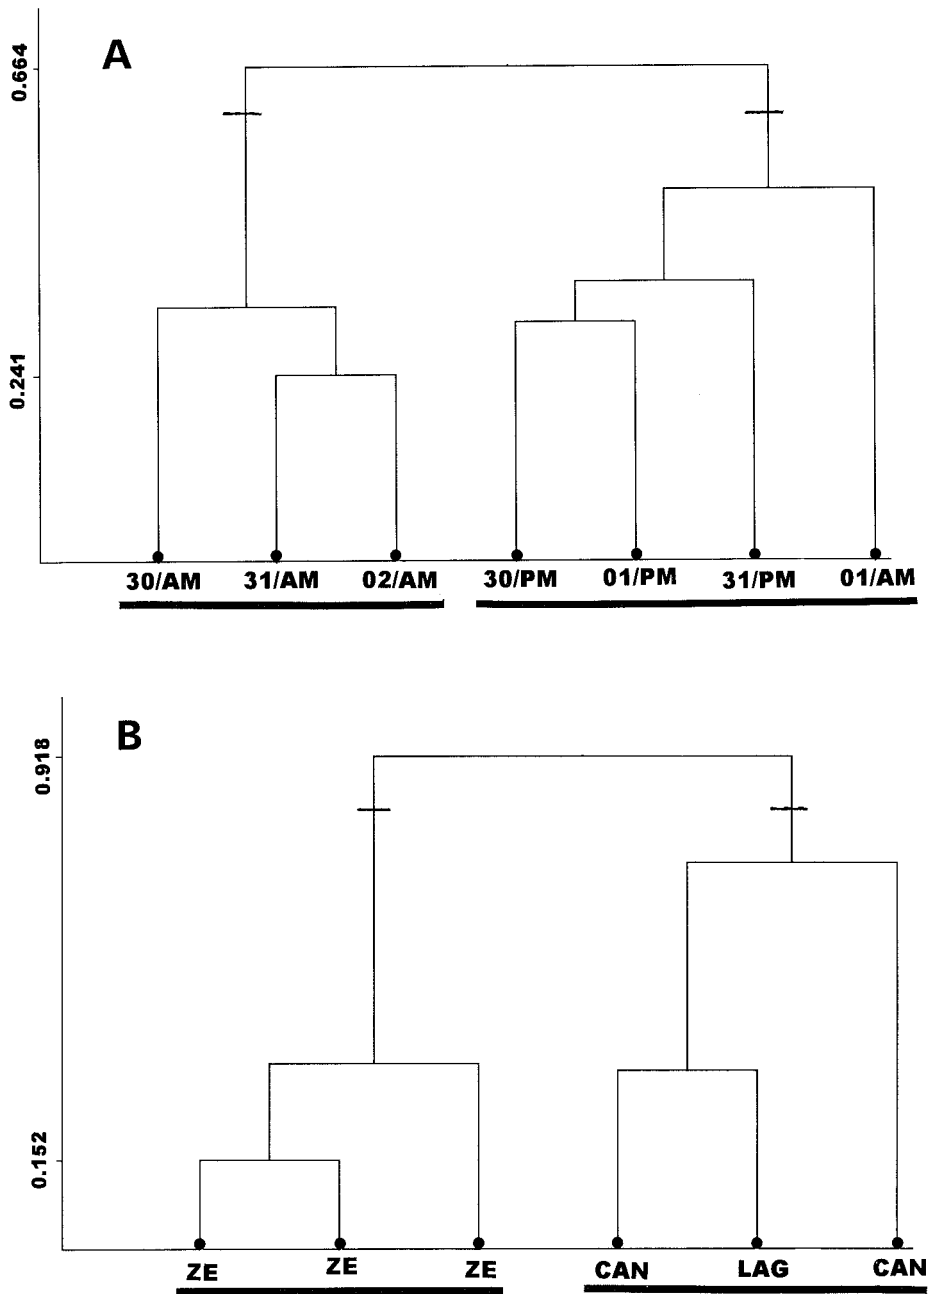 A
0.664
0.241
30/AM 31/AM 02/AM 30/PM 01/PM 31/PM 01/AM
B
0.918
0.152
ZE ZE ZE CAN LAG CAN